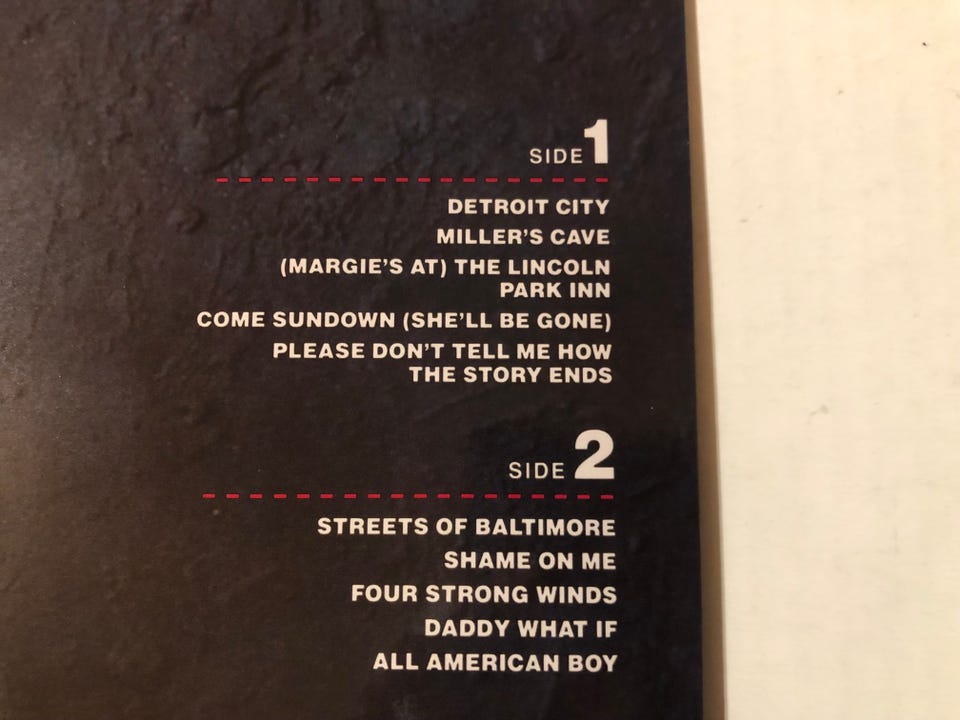 SIDE 1
DETROIT CITY
MILLER'S CAVE
(MARGIE'S AT) THE LINCOLN
PARK INN
COME SUNDOWN (SHE'LL BE GONE)
PLEASE DON'T TELL ME HOW
THE STORY ENDS
SIDE 2
STREETS OF BALTIMORE
SHAME ON ME
FOUR STRONG WINDS
DADDY WHAT IF
ALL AMERICAN BOY